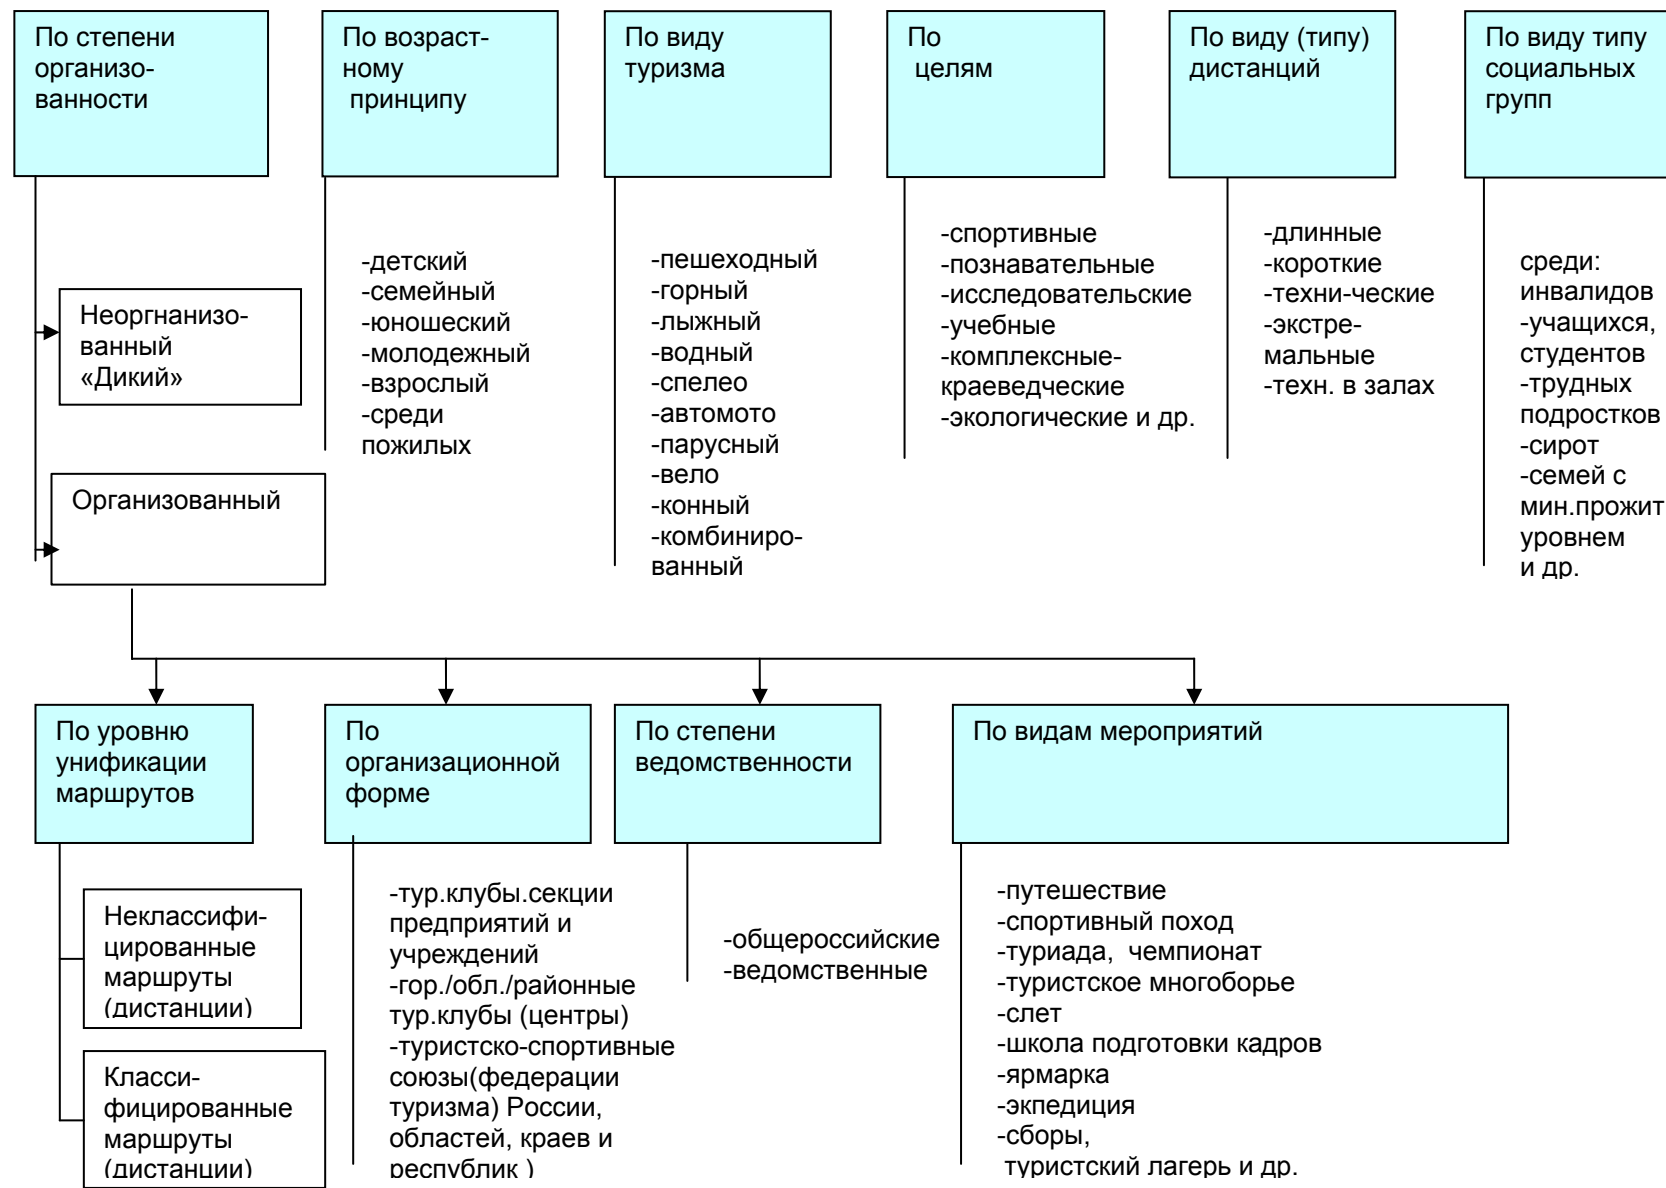 По степени
организо-
ванности
По возраст-
ному
принципу
По виду
туризма
По
целям
По виду (типу)
дистанций
По виду типу
социальных
групп
Неоргнанизо-
ванный
«Дикий»
Организованный
-детский
-семейный
-юношеский
-молодежный
-взрослый
-среди
пожилых
-пешеходный
-горный
-лыжный
-водный
-спелео
-автомото
-парусный
-вело
-конный
-комбиниро-
ванный
-спортивные
-познавательные
-исследовательские
-учебные
-комплексные-
краеведческие
-экологические и др.
-длинные
-короткие
-техни-ческие
-экстре-
мальные
-техн. в залах
среди:
инвалидов
-учащихся,
студентов
-трудных
подростков
-сирот
-семей с
мин.прожит
уровнем
и др.
По уровню
унификации
маршрутов
По
организационной
форме
По степени
ведомственности
По видам мероприятий
Неклассифи-
цированные
маршруты
(дистанции)
Класси-
фицированные
маршруты
(дистанции)
-тур.клубы.секции
предприятий и
учреждений
-гор./обл./районные
тур.клубы (центры)
-туристско-спортивные
союзы(федерации
туризма) России,
областей, краев и
республик )
-общероссийские
-ведомственные
-путешествие
-спортивный поход
-туриада, чемпионат
-туристское многоборье
-слет
-школа подготовки кадров
-ярмарка
-экпедиция
-сборы,
туристский лагерь и др.